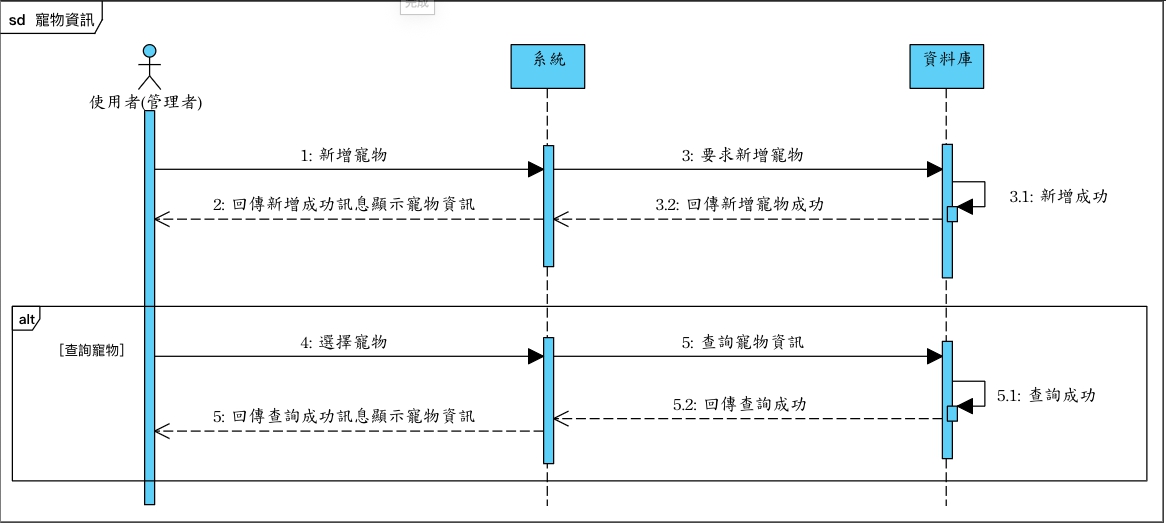 完成
sd 寵物資訊
系統
資料庫
使用者(管理者)
1: 新增寵物
3: 要求新增寵物
3.1: 新增成功
2: 回傳新增成功訊息顯示寵物資訊
3.2: 回傳新增寵物成功
alt
[查詢寵物]
4: 選擇寵物
5: 查詢寵物資訊
5.1: 查詢成功
5.2: 回傳查詢成功
5: 回傳查詢成功訊息顯示寵物資訊